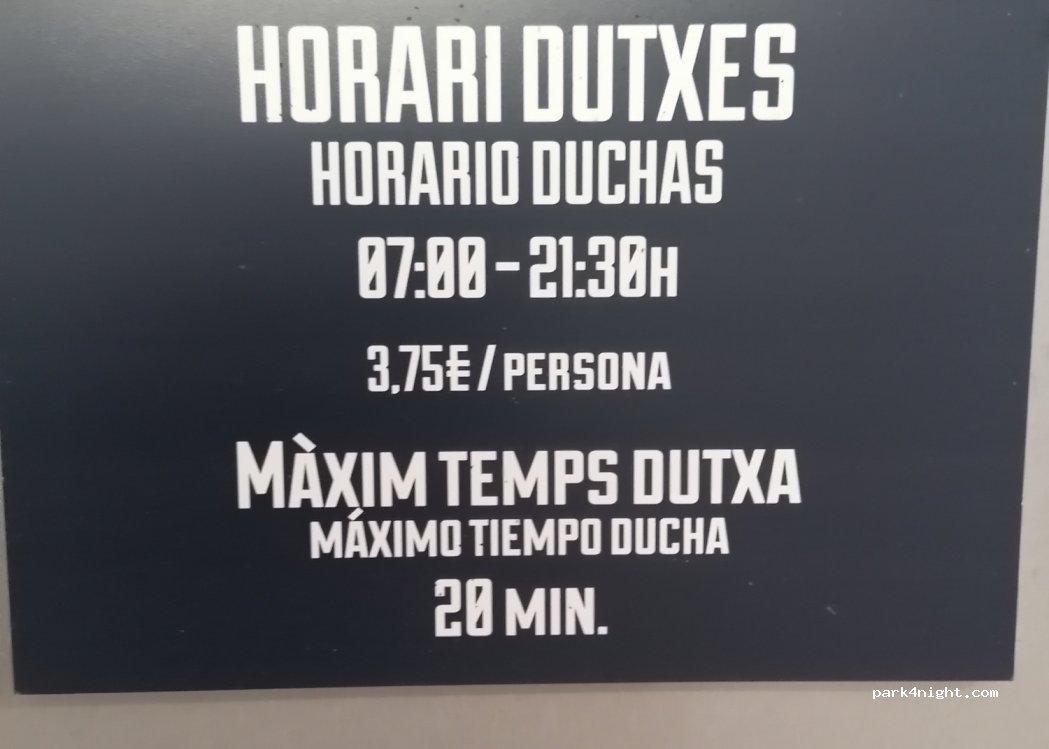 HORARI DUTXES
HORARIO DUCHAS
07:00 - 21:30H
3,75€ / PERSONA
MÀXIM TEMPS DUTXA
MÁXIMO TIEMPO DUCHA
20 MIN.
park4night.com